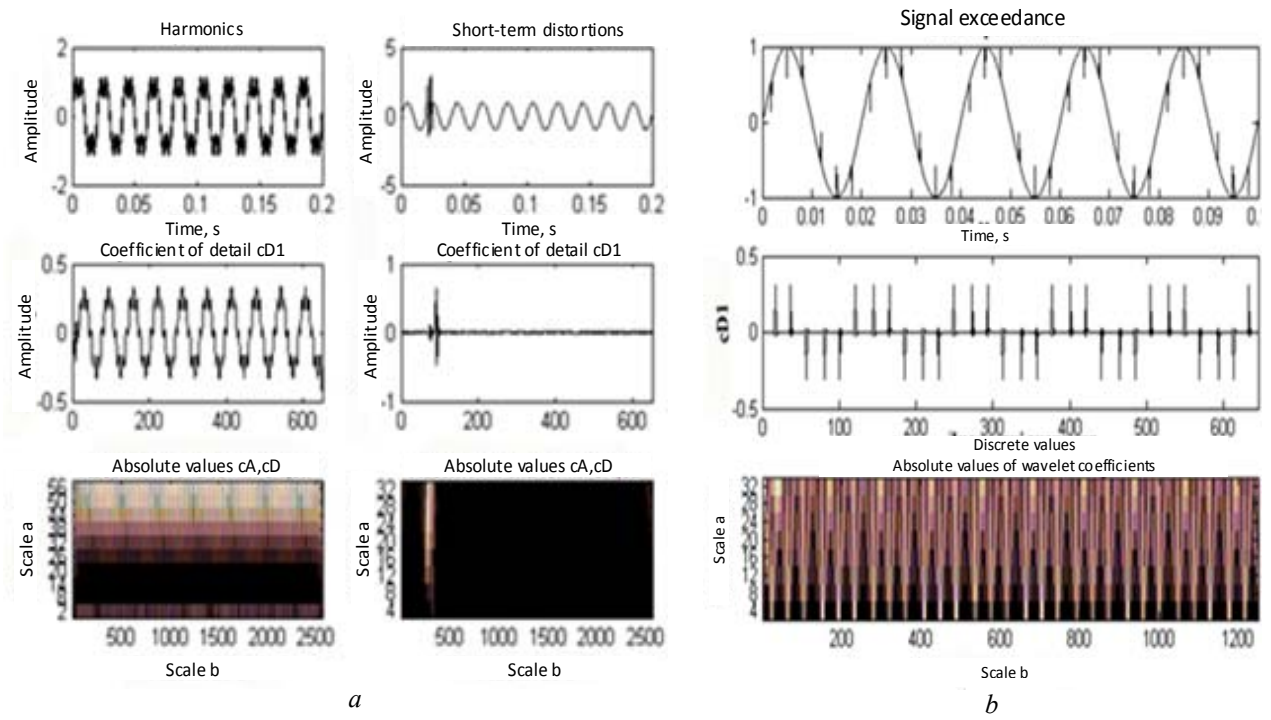 Harmonics
2
0
-2
Amplitude
0 0.05 0.1 0.15 0.2
Time, s
Short-term distortions
5
0
-5
Amplitude
0 0.05 0.1 0.15 0.2
Time, s
Signal exceedance
1
0
-1
0 0.01 0.02 0.03 0.04 0.05 0.06 0.07 0.08 0.09 0.
Time, s
Coefficient of detail cD1
0.5
0
-0.5
Amplitude
0 200 400 600
Coefficient of detail cD1
1
0
-1
Amplitude
0 200 400 600
0.5
0
-0.5
cD1
0 100 200 300 400 500 600
Discrete values
Absolute values cA,cD
Scale a
500 1000 1500 2000 2500
Scale b
Absolute values cA,cD
Scale a
500 1000 1500 2000 2500
Scale b
Absolute values of wavelet coefficients
Scale a
200 400 600 800 1000 1200
Scale b
a
b